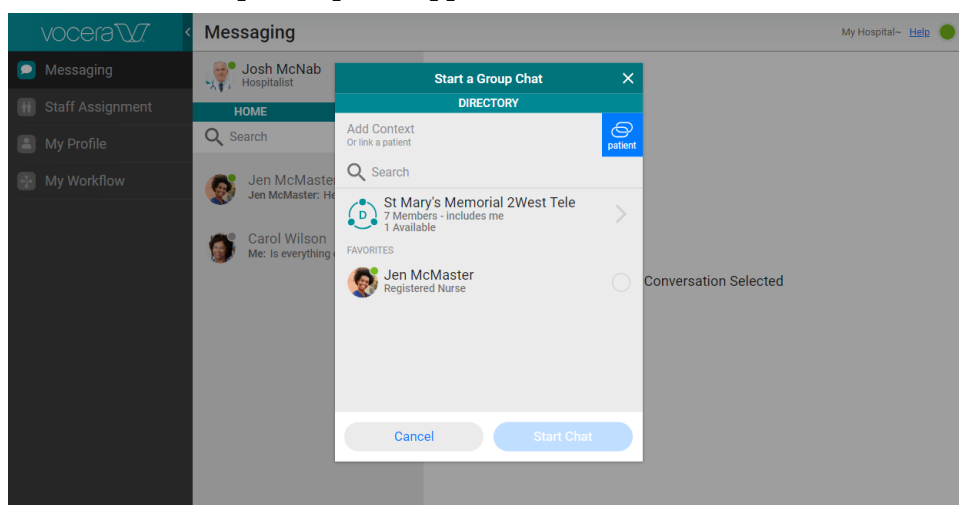 vocera
Messaging
My Hospital~ Help
Messaging
Staff Assignment
My Profile
My Workflow
Josh McNab
Hospitalist
HOME
Search
Jen McMaste
Jen McMaster: He
Carol Wilson
Me: Is everything
Start a Group Chat
DIRECTORY
Add Context
Or link a patient
patient
Search
D
St Mary's Memorial 2West Tele
7 Members - includes me
1 Available
FAVORITES
Jen McMaster
Registered Nurse
Cancel
Start Chat
Conversation Selected